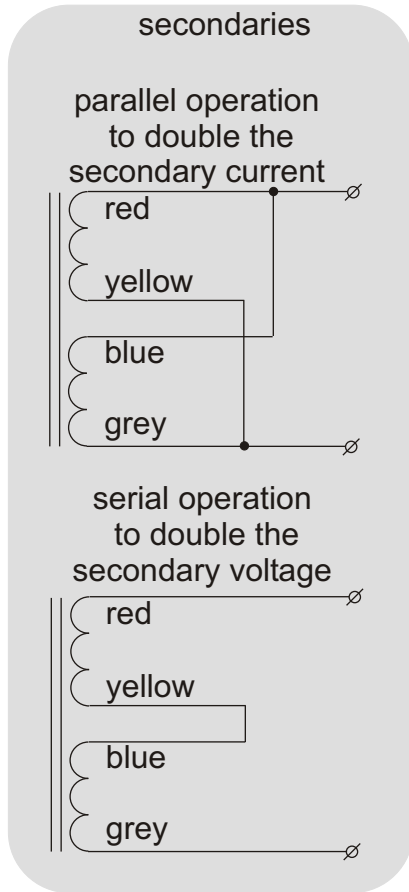 secondaries
parallel operation
to double the
secondary current
red
yellow
blue
grey
serial operation
to double the
secondary voltage
red
yellow
blue
grey